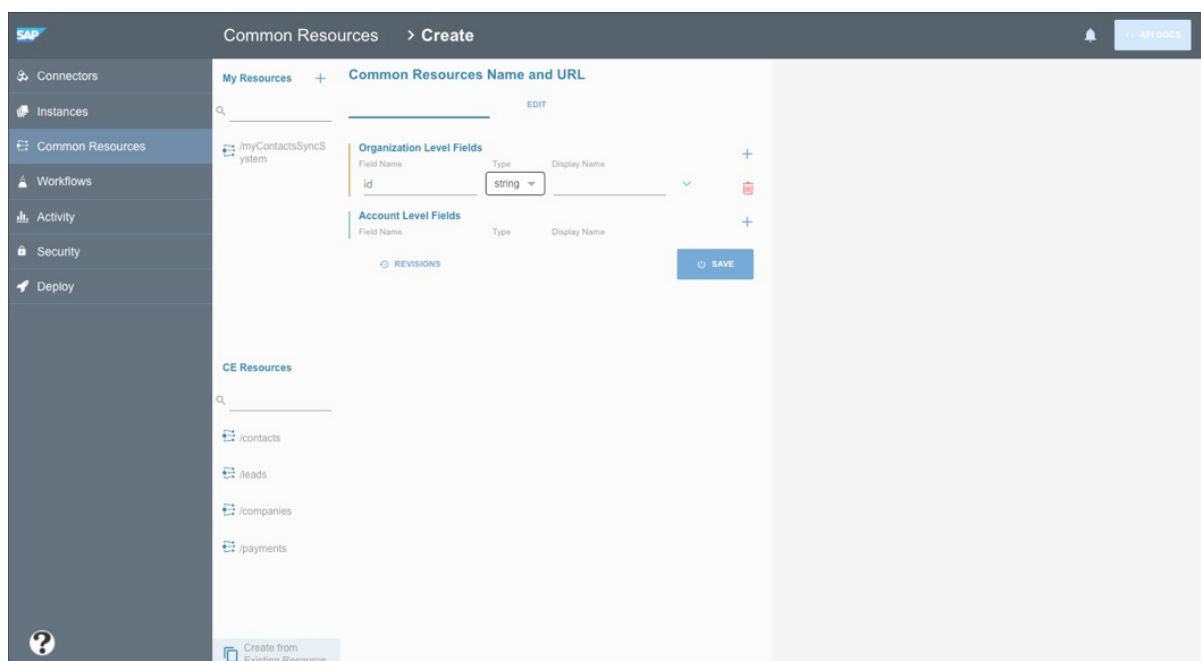 SAP
Common Resources > Create
API DOCS
Connectors
Instances
Common Resources
Workflows
Activity
Security
Deploy
My Resources +
/myContactsSyncS
ystem
CE Resources
/contacts
/leads
/companies
/payments
Create from
Existing Resource
Common Resources Name and URL
EDIT
Organization Level Fields +
Field Name Type Display Name
id string
Account Level Fields +
Field Name Type Display Name
REVISIONS SAVE
?